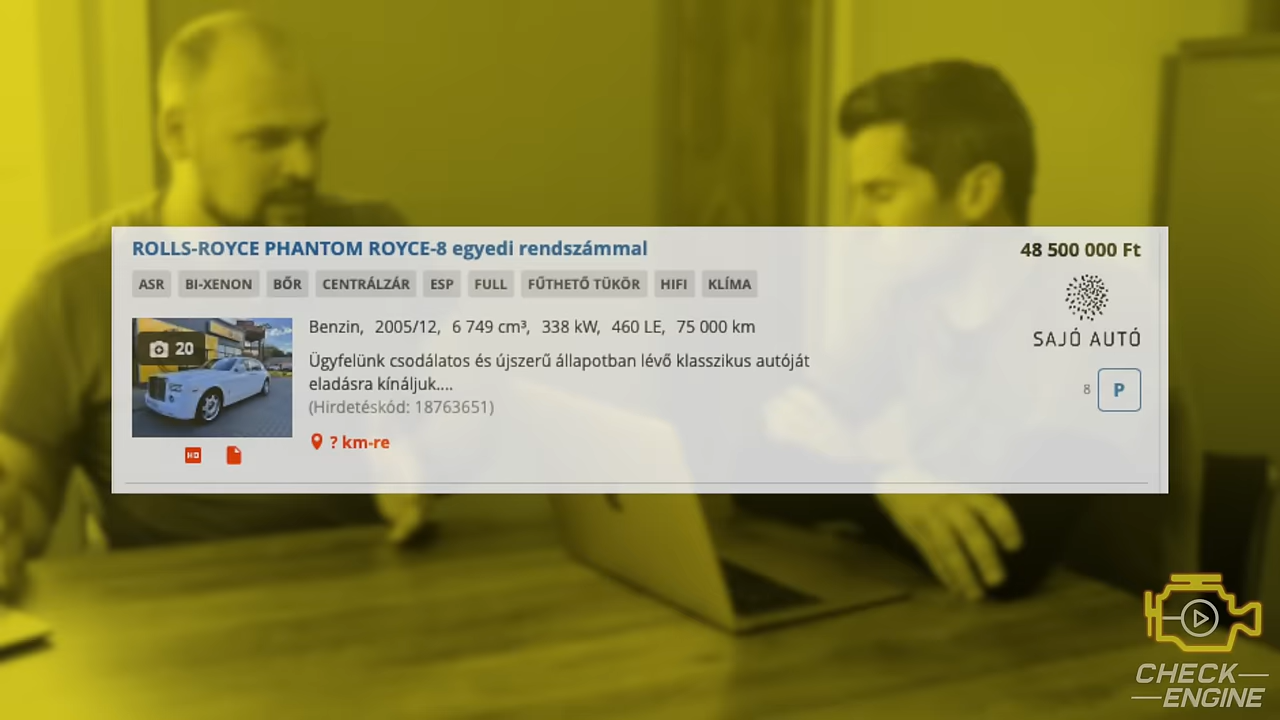 ROLLS-ROYCE PHANTOM ROYCE-8 egyedi rendszámmal
48 500 000 Ft
ASR BI-XENON BŐR CENTRÁLZÁR ESP FULL FŰTHETŐ TÜKÖR HIFI KLÍMA
SAJÓ AUTÓ
20
Benzin, 2005/12, 6 749 cm³, 338 kW, 460 LE, 75 000 km
Ügyfelünk csodálatos és újszerű állapotban lévő klasszikus autóját
eladásra kínáljuk....
(Hirdetéskód: 18763651)
8 P
HD
? km-re
CHECK
ENGINE